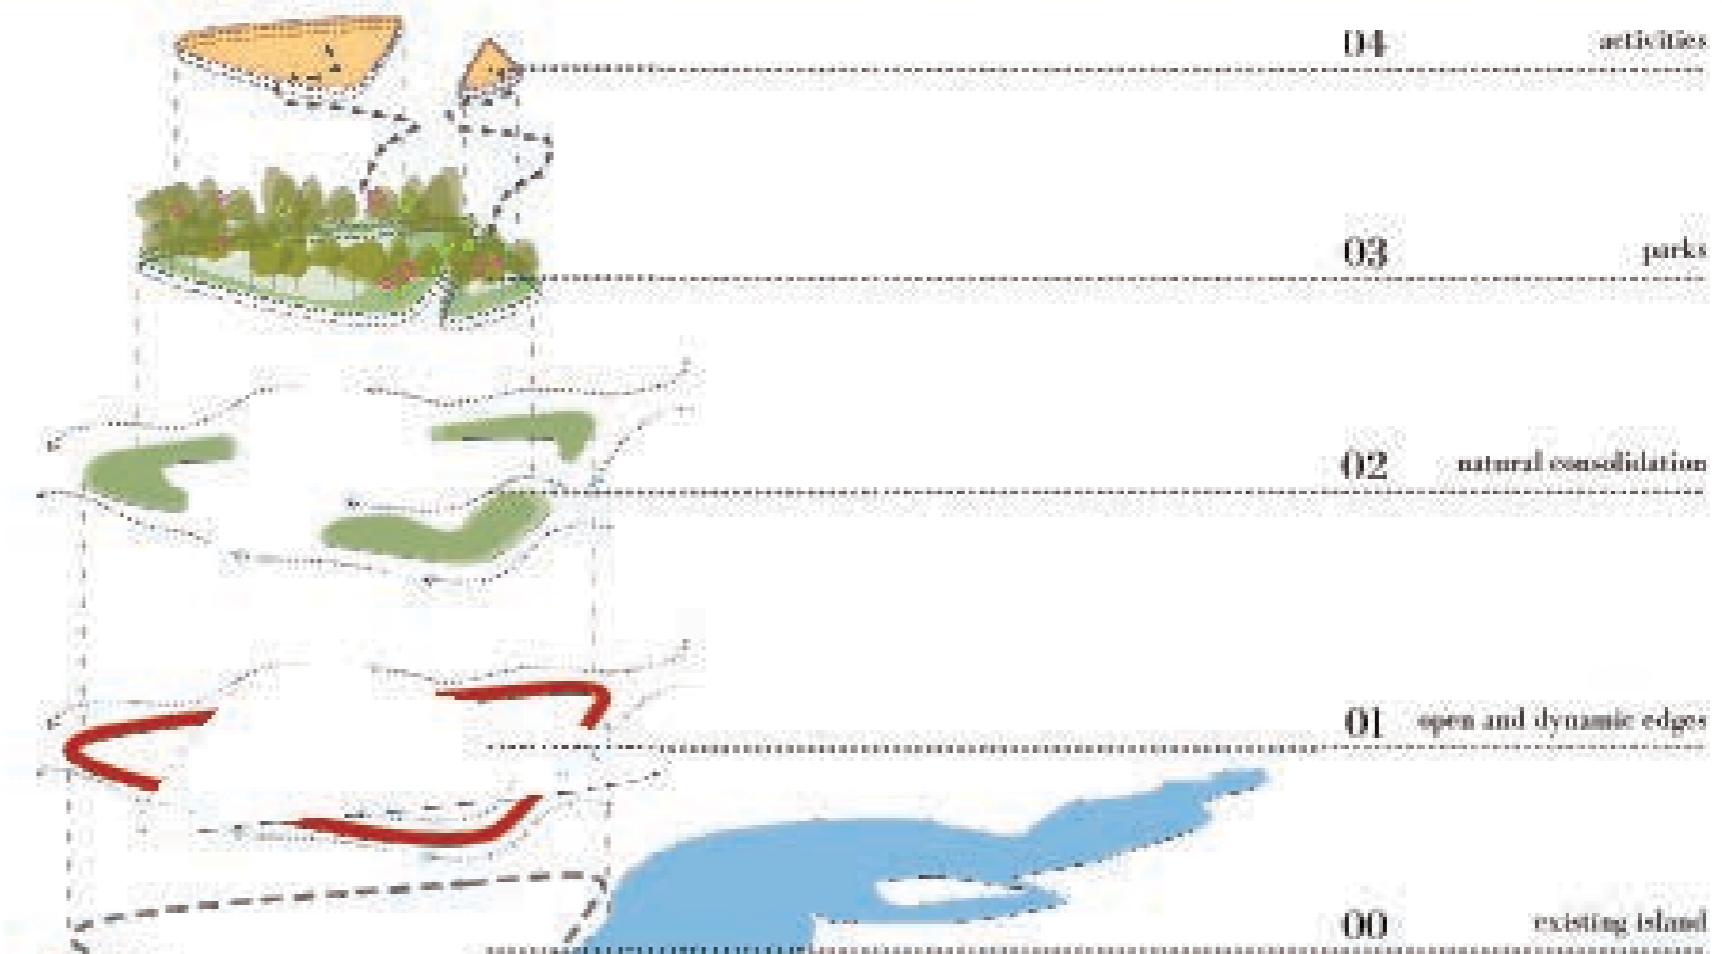 04 activities
03 parks
02 natural consolidation
01 open and dynamic edges
00 existing island